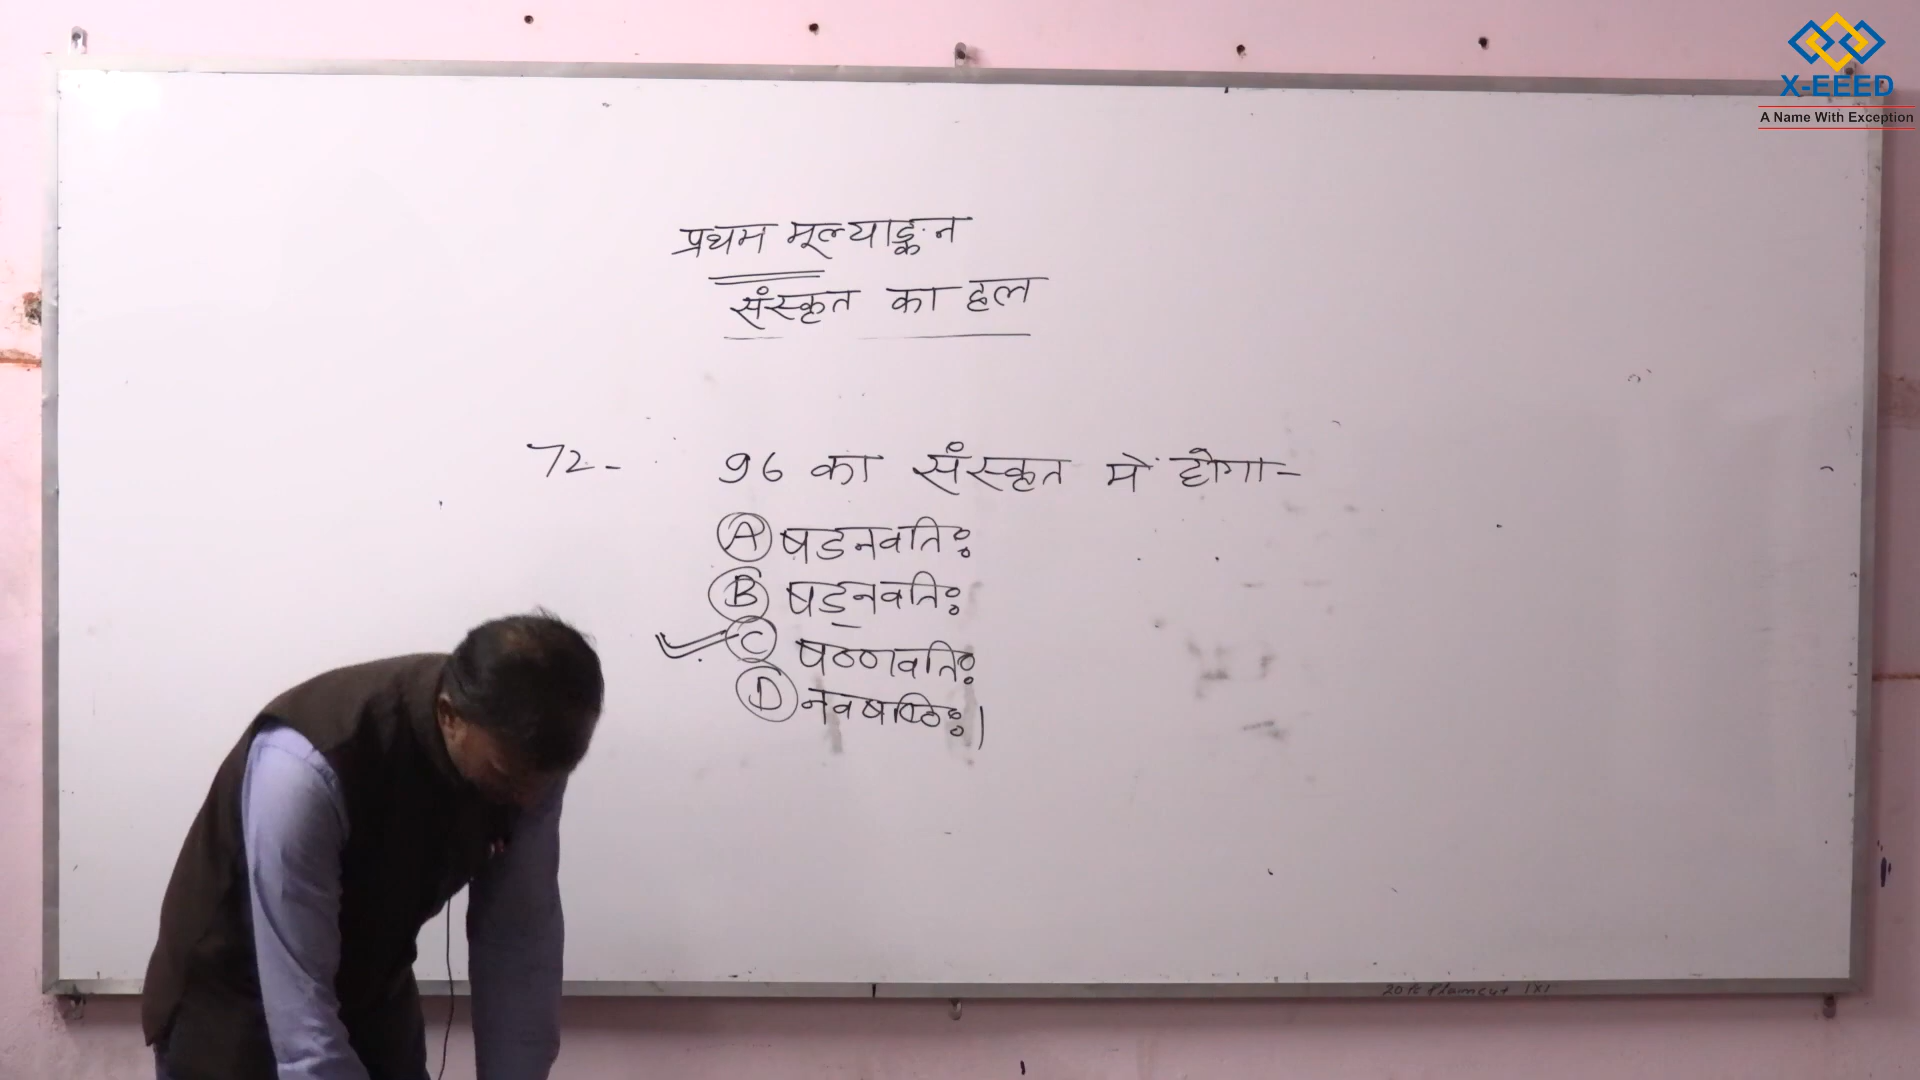 X-EEED
A Name With Exception
प्रथम मूल्याङ्कन
संस्कृत का हल
72- 96 का संस्कृत में होगा-
(A) षडनवतिः
(B) षड्नवतिः
(C) षण्णवतिः
(D) नवषष्ठिः।